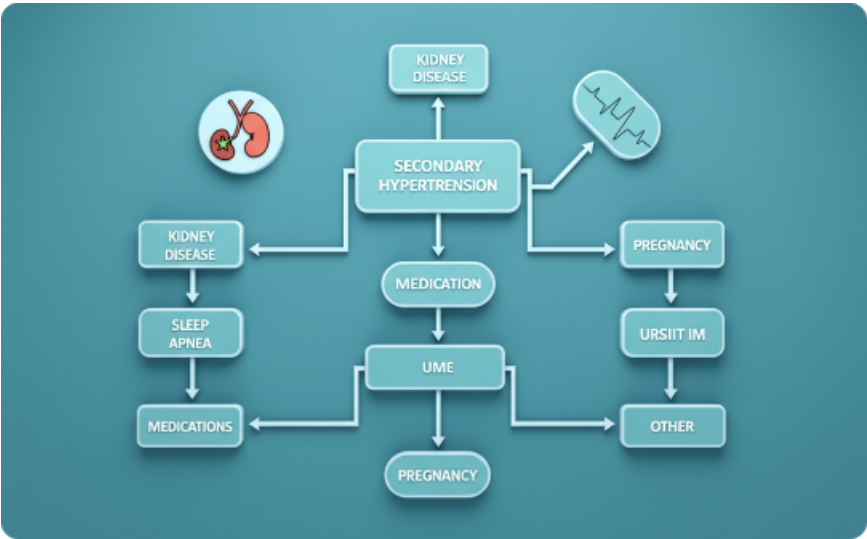 KIDNEY
DISEASE
SECONDARY
HYPERTRENSION
KIDNEY
DISEASE
PREGNANCY
MEDICATION
SLEEP
APNEA
URSIIT IM
UME
MEDICATIONS
OTHER
PREGNANCY